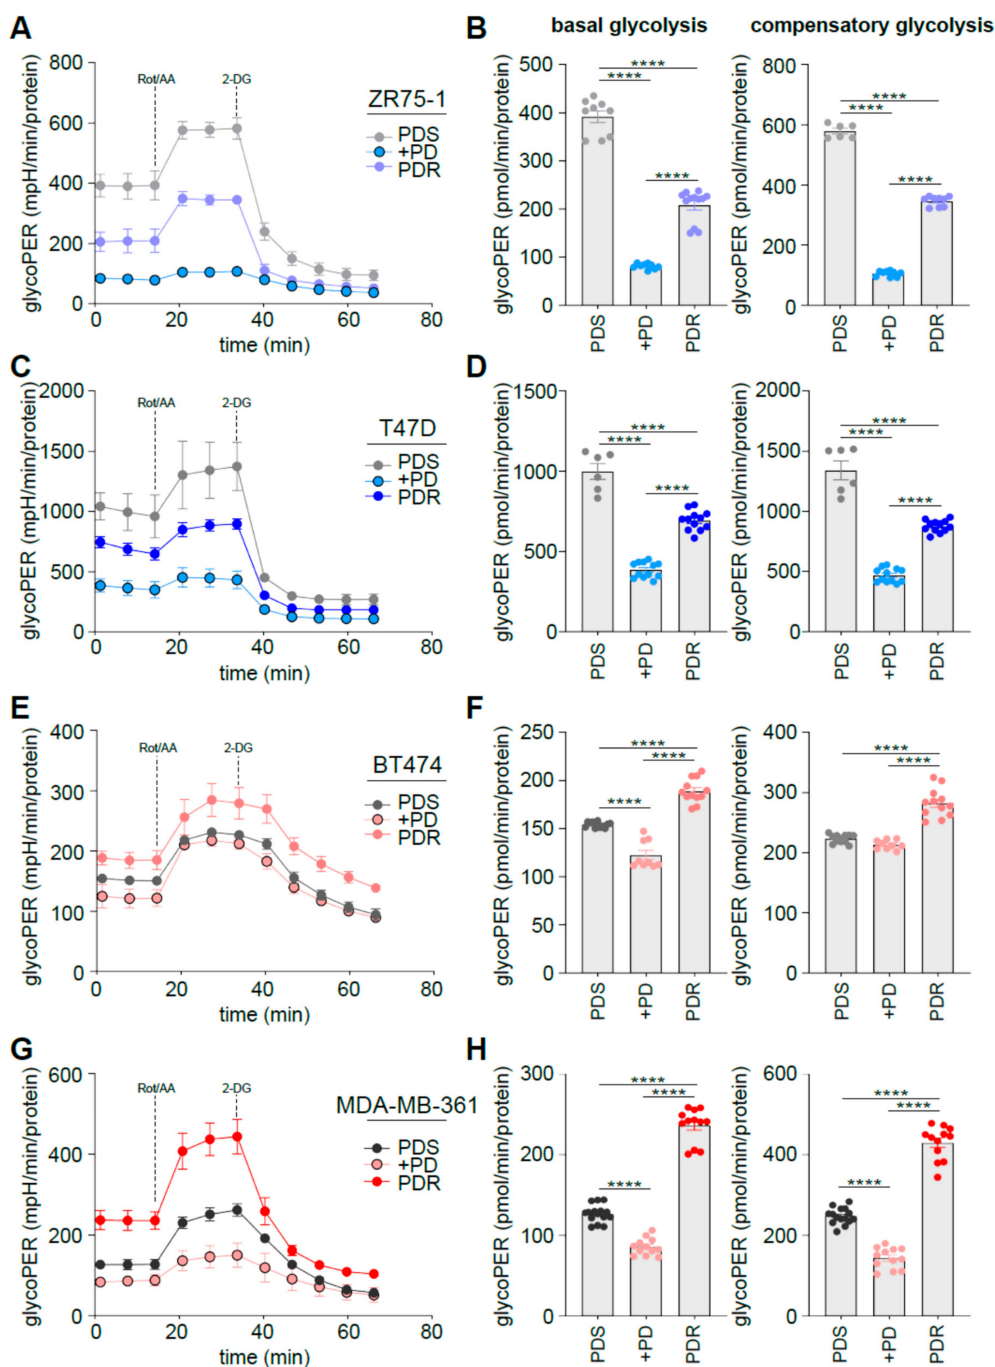 A
glycoPER (mpH/min/protein)
800
600
400
200
0
0 20 40 60 80
time (min)
Rot/AA
2-DG
ZR75-1
PDS
+PD
PDR
B
basal glycolysis
glycoPER (pmol/min/protein)
500
400
300
200
100
0
****
****
****
PDS
+PD
PDR
compensatory glycolysis
glycoPER (pmol/min/protein)
800
600
400
200
0
****
****
****
PDS
+PD
PDR
C
glycoPER (mpH/min/protein)
2000
1500
1000
500
0
0 20 40 60 80
time (min)
Rot/AA
2-DG
T47D
PDS
+PD
PDR
D
glycoPER (pmol/min/protein)
1500
1000
500
0
****
****
****
PDS
+PD
PDR
glycoPER (pmol/min/protein)
2000
1500
1000
500
0
****
****
****
PDS
+PD
PDR
E
glycoPER (mpH/min/protein)
400
300
200
100
0
0 20 40 60 80
time (min)
Rot/AA
2-DG
BT474
PDS
+PD
PDR
F
glycoPER (pmol/min/protein)
250
200
150
100
50
0
****
****
****
PDS
+PD
PDR
glycoPER (pmol/min/protein)
400
300
200
100
0
****
****
PDS
+PD
PDR
G
glycoPER (mpH/min/protein)
600
400
200
0
0 20 40 60 80
time (min)
Rot/AA
2-DG
MDA-MB-361
PDS
+PD
PDR
H
glycoPER (pmol/min/protein)
300
200
100
0
****
****
****
PDS
+PD
PDR
glycoPER (pmol/min/protein)
600
400
200
0
****
****
****
PDS
+PD
PDR